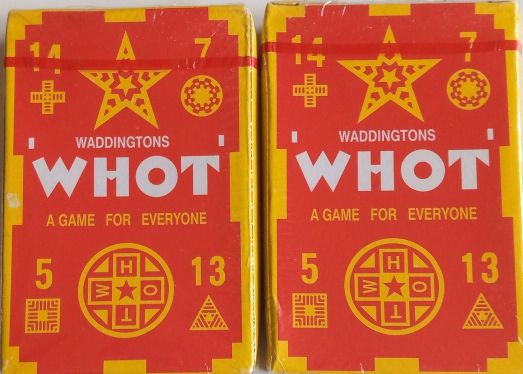 14 7
WADDINGTONS
WHOT
A GAME FOR EVERYONE
5 13
W H O T
14 7
WADDINGTONS
WHOT
A GAME FOR EVERYONE
5 13
W H O T